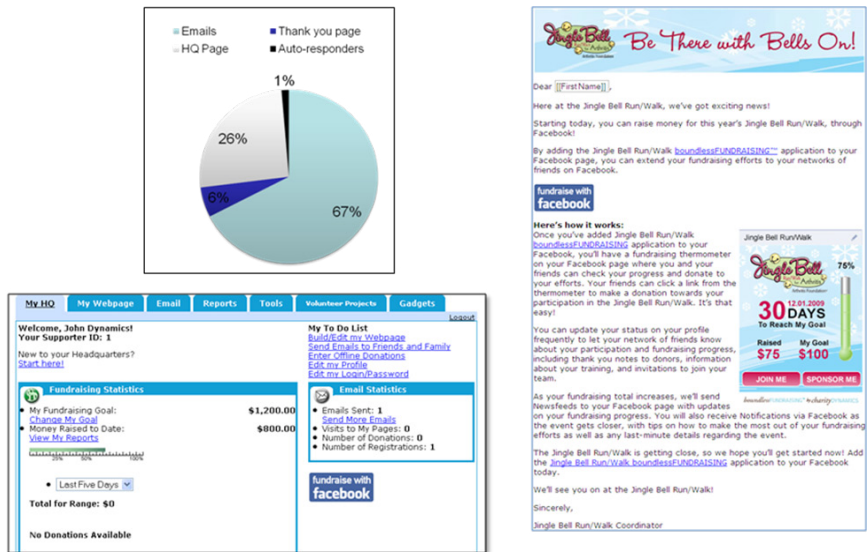 Emails
Thank you page
HQ Page
Auto-responders
1%
26%
6%
67%
My HQ
My Webpage
Email
Reports
Tools
Volunteer Projects
Gadgets
Logout
Welcome, John Dynamics!
Your Supporter ID: 1
New to your Headquarters?
Start here!
My To Do List
Build/Edit my Webpage
Send Emails to Friends and Family
Enter Offline Donations
Edit my Profile
Edit my Login/Password
Fundraising Statistics
My Fundraising Goal: $1,200.00
Change My Goal
Money Raised to Date: $800.00
View My Reports
25% 50% 100%
Last Five Days
Total for Range: $0
No Donations Available
Email Statistics
Emails Sent: 1
Send More Emails
Visits to My Pages: 0
Number of Donations: 0
Number of Registrations: 1
fundraise with
facebook
Jingle Bell
Arthritis Foundation
Be There with Bells On!
Dear [[First Name]],
Here at the Jingle Bell Run/Walk, we've got exciting news!
Starting today, you can raise money for this year's Jingle Bell Run/Walk, through
Facebook!
By adding the Jingle Bell Run/Walk boundlessFUNDRAISING™ application to your
Facebook page, you can extend your fundraising efforts to your networks of
friends on Facebook.
fundraise with
facebook
Here's how it works:
Once you've added Jingle Bell Run/Walk
boundlessFUNDRAISING application to your
Facebook, you'll have a fundraising thermometer
on your Facebook page where you and your
friends can check your progress and donate to
your efforts. Your friends can click a link from the
thermometer to make a donation towards your
participation in the Jingle Bell Run/Walk. It's that
easy!
You can update your status on your profile
frequently to let your network of friends know
about your participation and fundraising progress,
including thank you notes to donors, information
about your training, and invitations to join your
team.
Jingle Bell Run/Walk
Jingle Bell
Arthritis Foundation
75%
30 DAYS
12.01.2009
To Reach My Goal
Raised My Goal
$75 $100
JOIN ME
SPONSOR ME
boundlessFUNDRAISING by charityDYNAMICS
As your fundraising total increases, we'll send
Newsfeeds to your Facebook page with updates
on your fundraising progress. You will also receive Notifications via Facebook as
the event gets closer, with tips on how to make the most out of your fundraising
efforts as well as any last-minute details regarding the event.
The Jingle Bell Run/Walk is getting close, so we hope you'll get started now! Add
the Jingle Bell Run/Walk boundlessFUNDRAISING application to your Facebook
today.
We'll see you on at the Jingle Bell Run/Walk!
Sincerely,
Jingle Bell Run/Walk Coordinator